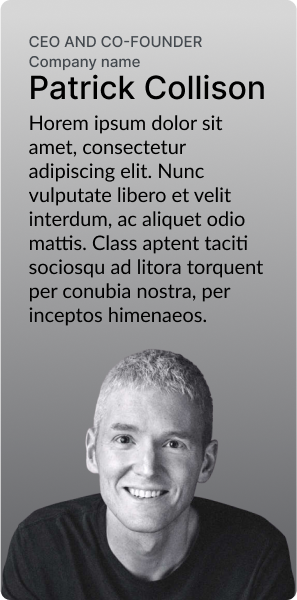 CEO AND CO-FOUNDER
Company name
Patrick Collison
Horem ipsum dolor sit
amet, consectetur
adipiscing elit. Nunc
vulputate libero et velit
interdum, ac aliquet odio
mattis. Class aptent taciti
sociosqu ad litora torquent
per conubia nostra, per
inceptos himenaeos.